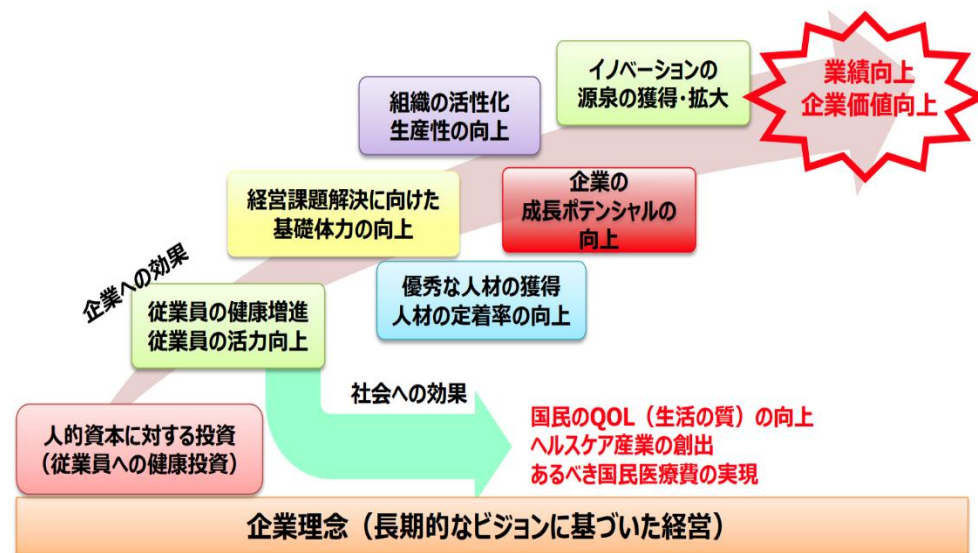 イノベーションの
源泉の獲得・拡大
業績向上
企業価値向上
組織の活性化
生産性の向上
経営課題解決に向けた
基礎体力の向上
企業の
成長ポテンシャルの
向上
企業への効果
従業員の健康増進
従業員の活力向上
優秀な人材の獲得
人材の定着率の向上
社会への効果
人的資本に対する投資
（従業員への健康投資）
国民のQOL（生活の質）の向上
ヘルスケア産業の創出
あるべき国民医療費の実現
企業理念（長期的なビジョンに基づいた経営）